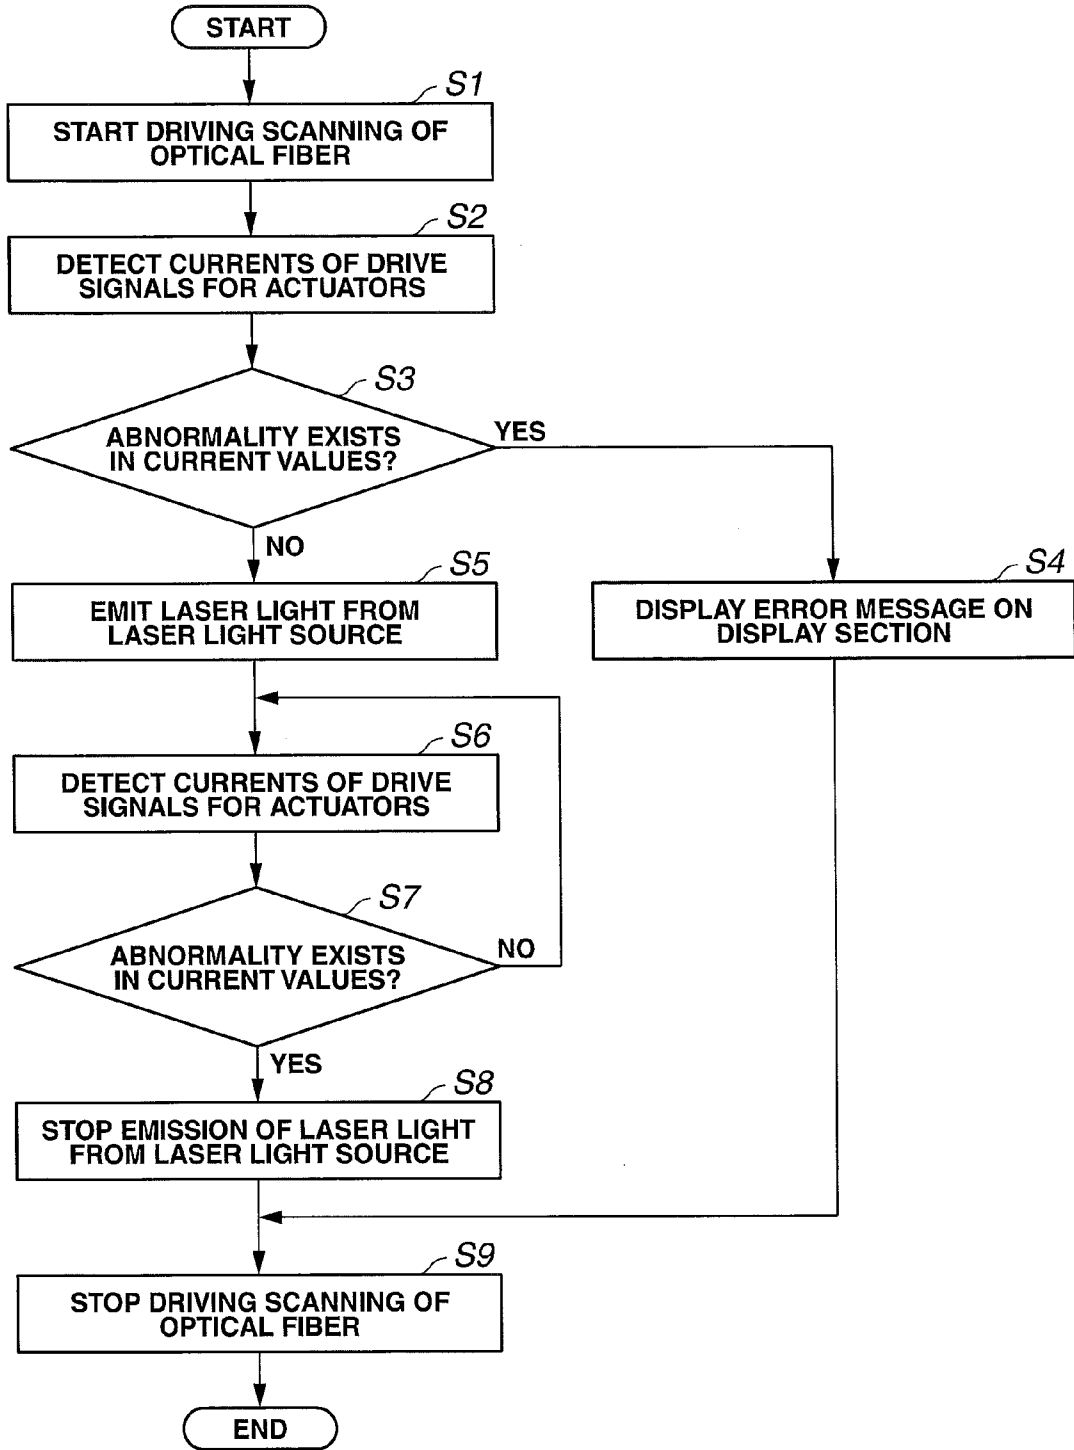 START
S1
START DRIVING SCANNING OF
OPTICAL FIBER
S2
DETECT CURRENTS OF DRIVE
SIGNALS FOR ACTUATORS
S3
ABNORMALITY EXISTS
IN CURRENT VALUES?
YES
NO
S5
EMIT LASER LIGHT FROM
LASER LIGHT SOURCE
S4
DISPLAY ERROR MESSAGE ON
DISPLAY SECTION
S6
DETECT CURRENTS OF DRIVE
SIGNALS FOR ACTUATORS
S7
ABNORMALITY EXISTS
IN CURRENT VALUES?
NO
YES
S8
STOP EMISSION OF LASER LIGHT
FROM LASER LIGHT SOURCE
S9
STOP DRIVING SCANNING OF
OPTICAL FIBER
END